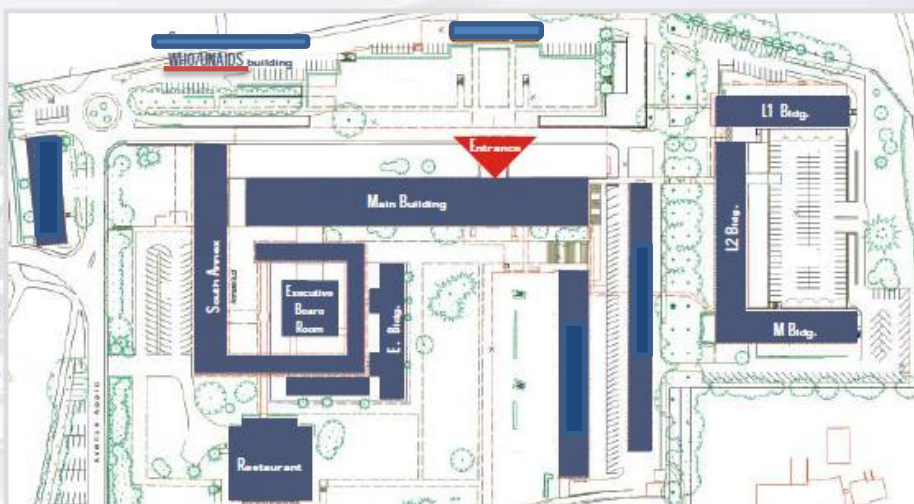 WHO/UNAIDS building
L1 Bldg.
Entrance
Main Building
L2 Bldg.
South Annex
Executive
Board
Room
E. Bldg.
M Bldg.
Restaurant